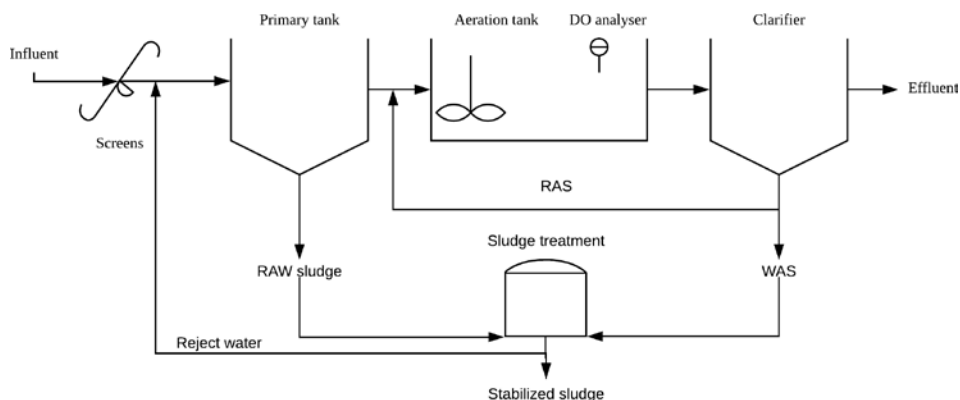 Primary tank
Aeration tank
DO analyser
Clarifier
Influent
Effluent
Screens
RAS
Sludge treatment
RAW sludge
WAS
Reject water
Stabilized sludge